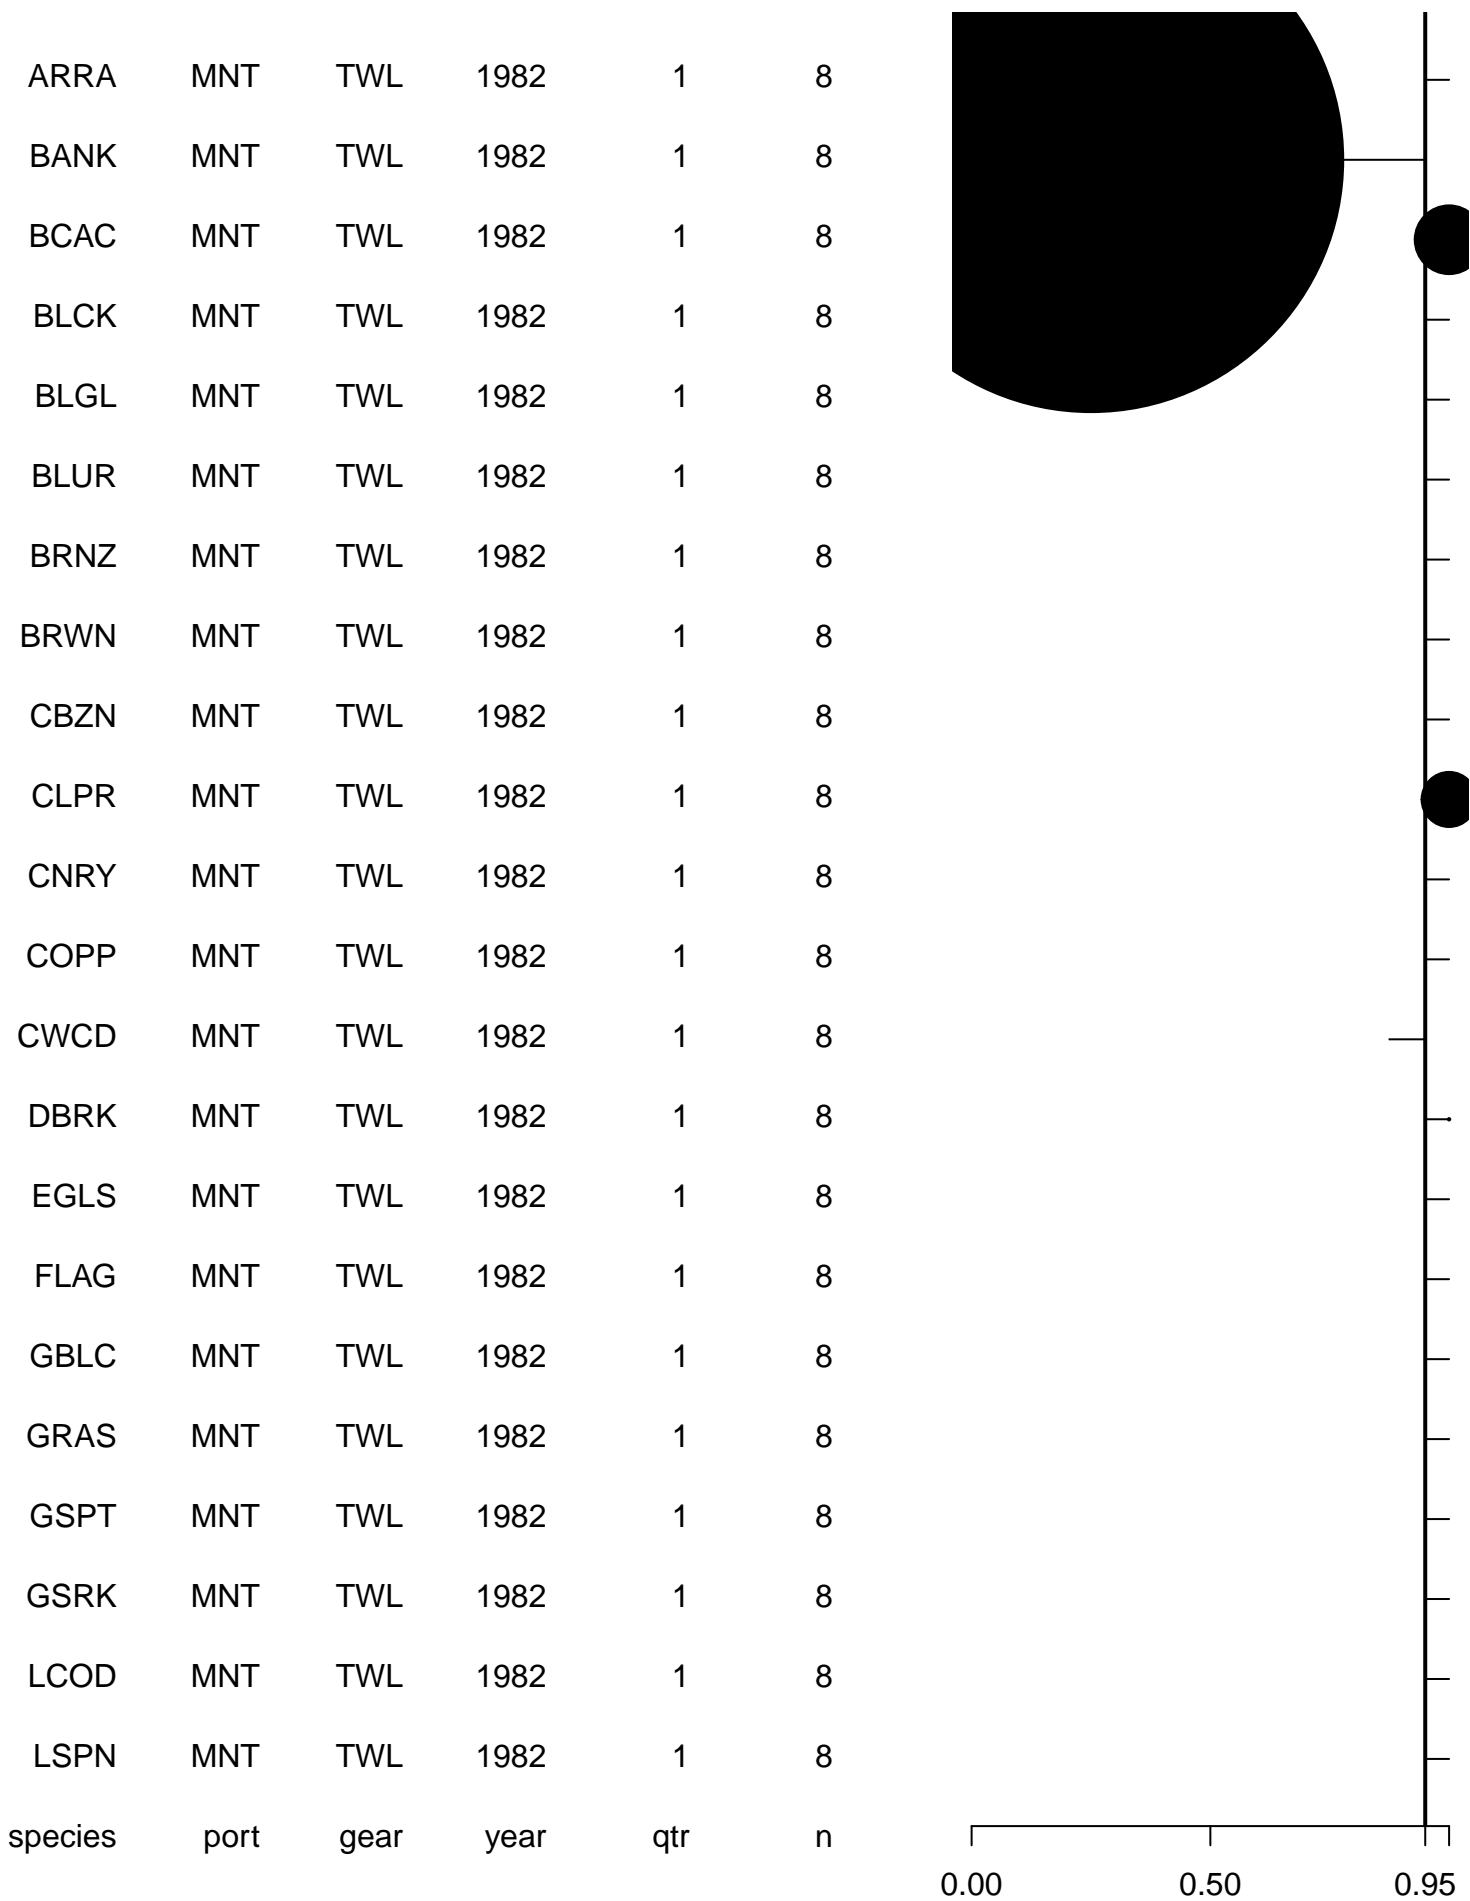 ARRA MNT TWL 1982 1 8
BANK MNT TWL 1982 1 8
BCAC MNT TWL 1982 1 8
BLCK MNT TWL 1982 1 8
BLGL MNT TWL 1982 1 8
BLUR MNT TWL 1982 1 8
BRNZ MNT TWL 1982 1 8
BRWN MNT TWL 1982 1 8
CBZN MNT TWL 1982 1 8
CLPR MNT TWL 1982 1 8
CNRY MNT TWL 1982 1 8
COPP MNT TWL 1982 1 8
CWCD MNT TWL 1982 1 8
DBRK MNT TWL 1982 1 8
EGLS MNT TWL 1982 1 8
FLAG MNT TWL 1982 1 8
GBLC MNT TWL 1982 1 8
GRAS MNT TWL 1982 1 8
GSPT MNT TWL 1982 1 8
GSRK MNT TWL 1982 1 8
LCOD MNT TWL 1982 1 8
LSPN MNT TWL 1982 1 8
species port gear year qtr n
0.00 0.50 0.95